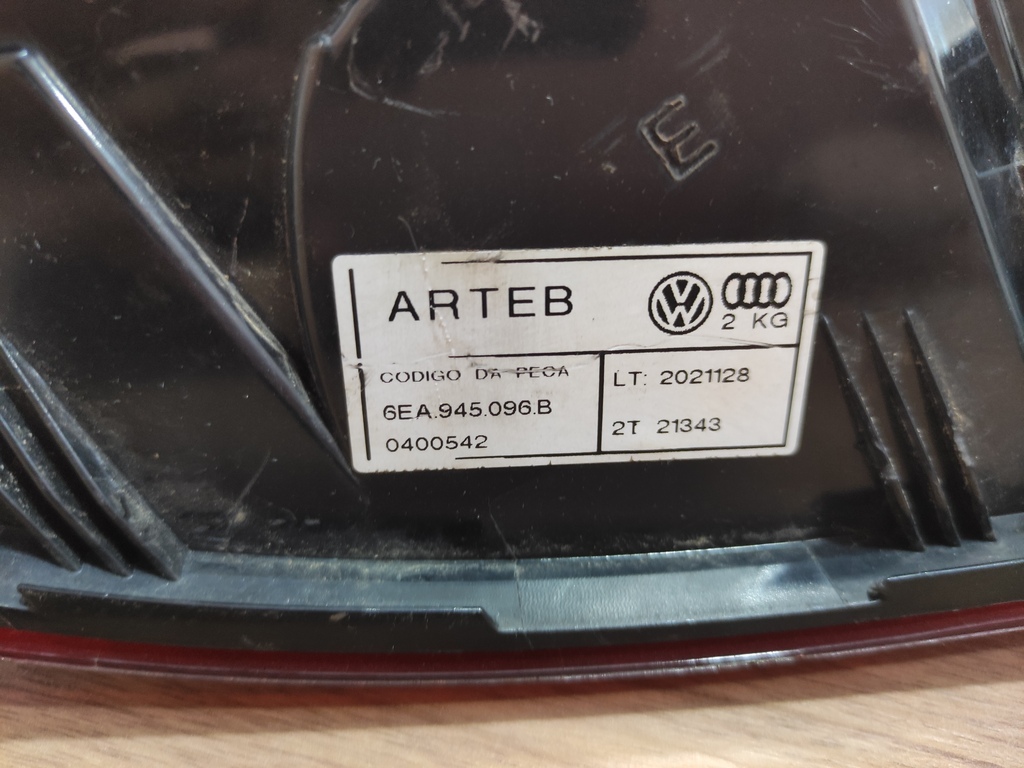 E
ARTEB
2 KG
CODIGO DA PECA
6EA.945.096.B
0400542
LT: 2021128
2T 21343